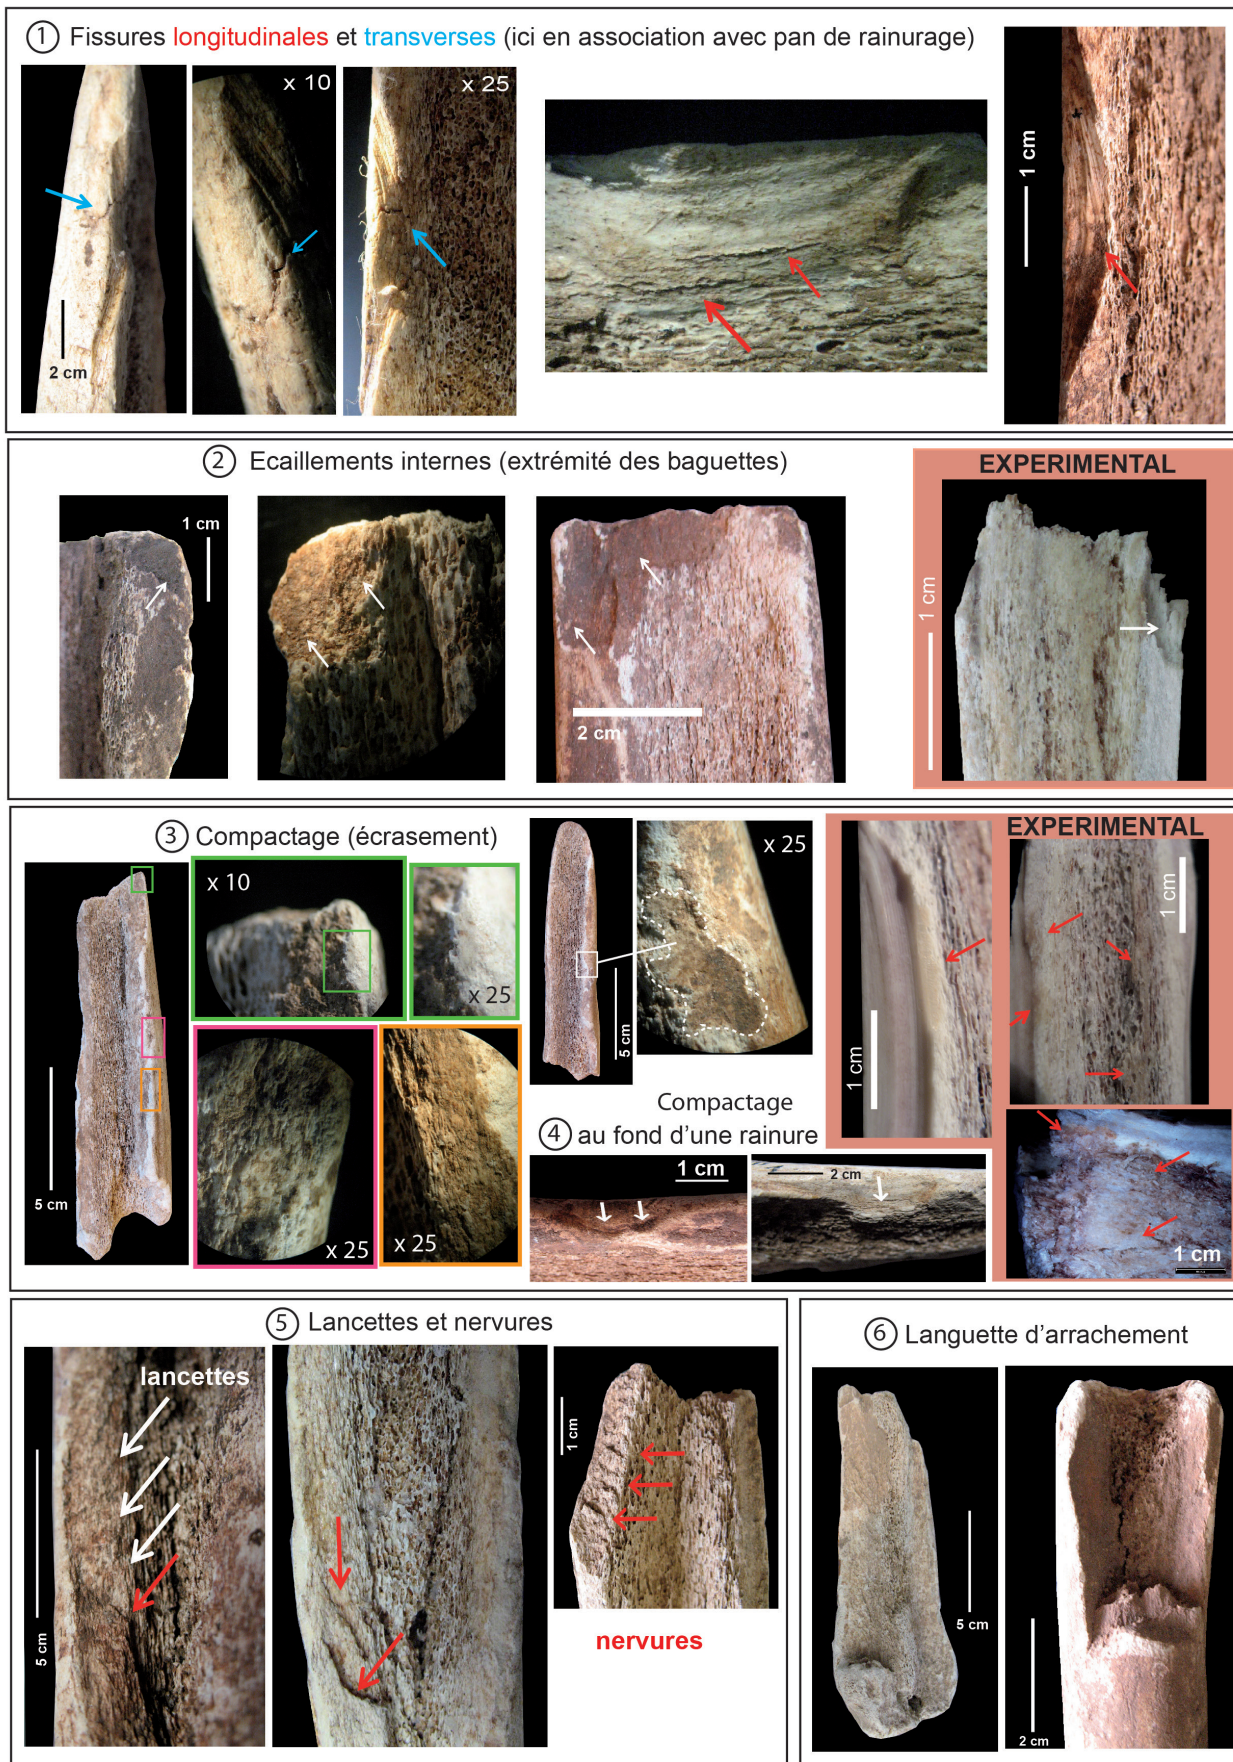 1 Fissures longitudinales et transverses (ici en association avec pan de rainurage)
x 10
x 25
2 cm
1 cm
2 Ecaillements internes (extrémité des baguettes)
EXPERIMENTAL
1 cm
2 cm
1 cm
3 Compactage (écrasement)
x 10
x 25
x 25
x 25
5 cm
x 25
5 cm
EXPERIMENTAL
1 cm
1 cm
1 cm
Compactage
4 au fond d'une rainure
1 cm
2 cm
5 Lancettes et nervures
lancettes
5 cm
1 cm
nervures
6 Languette d'arrachement
5 cm
2 cm